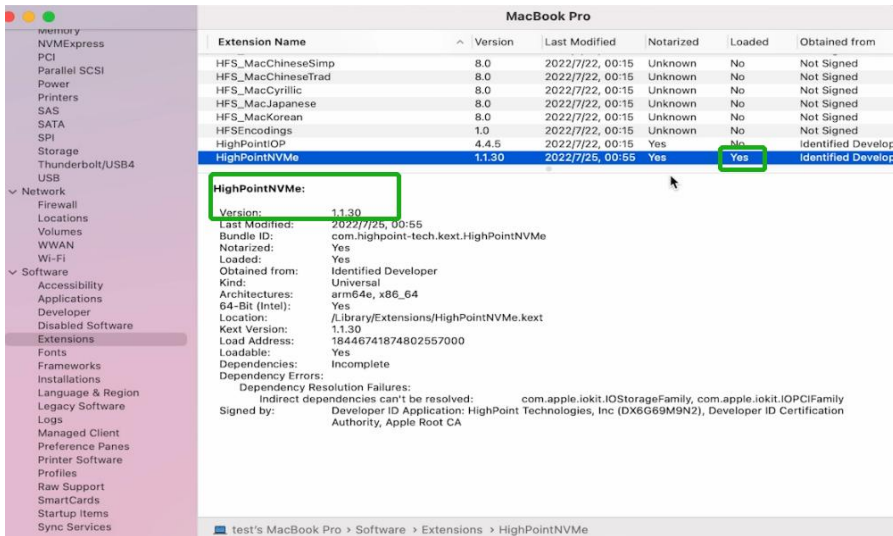 MacBook Pro
Memory
NVMExpress
PCI
Parallel SCSI
Power
Printers
SAS
SATA
SPI
Storage
Thunderbolt/USB4
USB
Network
Firewall
Locations
Volumes
WWAN
Wi-Fi
Software
Accessibility
Applications
Developer
Disabled Software
Extensions
Fonts
Frameworks
Installations
Language & Region
Legacy Software
Logs
Managed Client
Preference Panes
Printer Software
Profiles
Raw Support
SmartCards
Startup Items
Sync Services
Extension Name Version Last Modified Notarized Loaded Obtained from
HFS_MacChineseSimp 8.0 2022/7/22, 00:15 Unknown No Not Signed
HFS_MacChineseTrad 8.0 2022/7/22, 00:15 Unknown No Not Signed
HFS_MacCyrillic 8.0 2022/7/22, 00:15 Unknown No Not Signed
HFS_MacJapanese 8.0 2022/7/22, 00:15 Unknown No Not Signed
HFS_MacKorean 8.0 2022/7/22, 00:15 Unknown No Not Signed
HFSEncodings 1.0 2022/7/22, 00:15 Unknown No Not Signed
HighPointIOP 4.4.5 2022/7/22, 00:15 Yes No Identified Develop
HighPointNVMe 1.1.30 2022/7/25, 00:55 Yes Yes Identified Develop
HighPointNVMe:
Version: 1.1.30
Last Modified: 2022/7/25, 00:55
Bundle ID: com.highpoint-tech.kext.HighPointNVMe
Notarized: Yes
Loaded: Yes
Obtained from: Identified Developer
Kind: Universal
Architectures: arm64e, x86_64
64-Bit (Intel): Yes
Location: /Library/Extensions/HighPointNVMe.kext
Kext Version: 1.1.30
Load Address: 18446741874802557000
Loadable: Yes
Dependencies: Incomplete
Dependency Errors:
Dependency Resolution Failures:
Indirect dependencies can't be resolved: com.apple.iokit.IOStorageFamily, com.apple.iokit.IOPCIFamily
Signed by: Developer ID Application: HighPoint Technologies, Inc (DX6G69M9N2), Developer ID Certification
Authority, Apple Root CA
test's MacBook Pro › Software › Extensions › HighPointNVMe